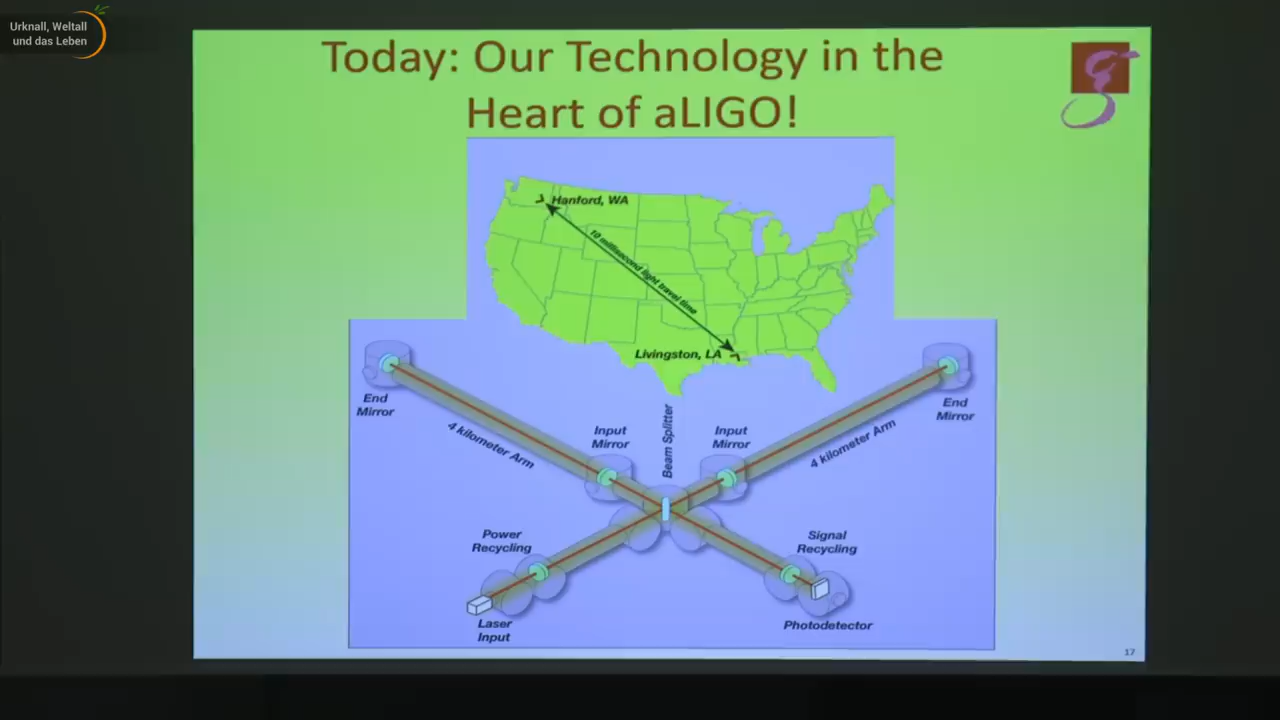 Urknall, Weltall
und das Leben
Today: Our Technology in the
Heart of aLIGO!
Hanford, WA
10 millisecond light travel time
Livingston, LA
End
Mirror
4 kilometer Arm
Input
Mirror
Beam Splitter
Input
Mirror
4 kilometer Arm
End
Mirror
Power
Recycling
Signal
Recycling
Laser
Input
Photodetector
17